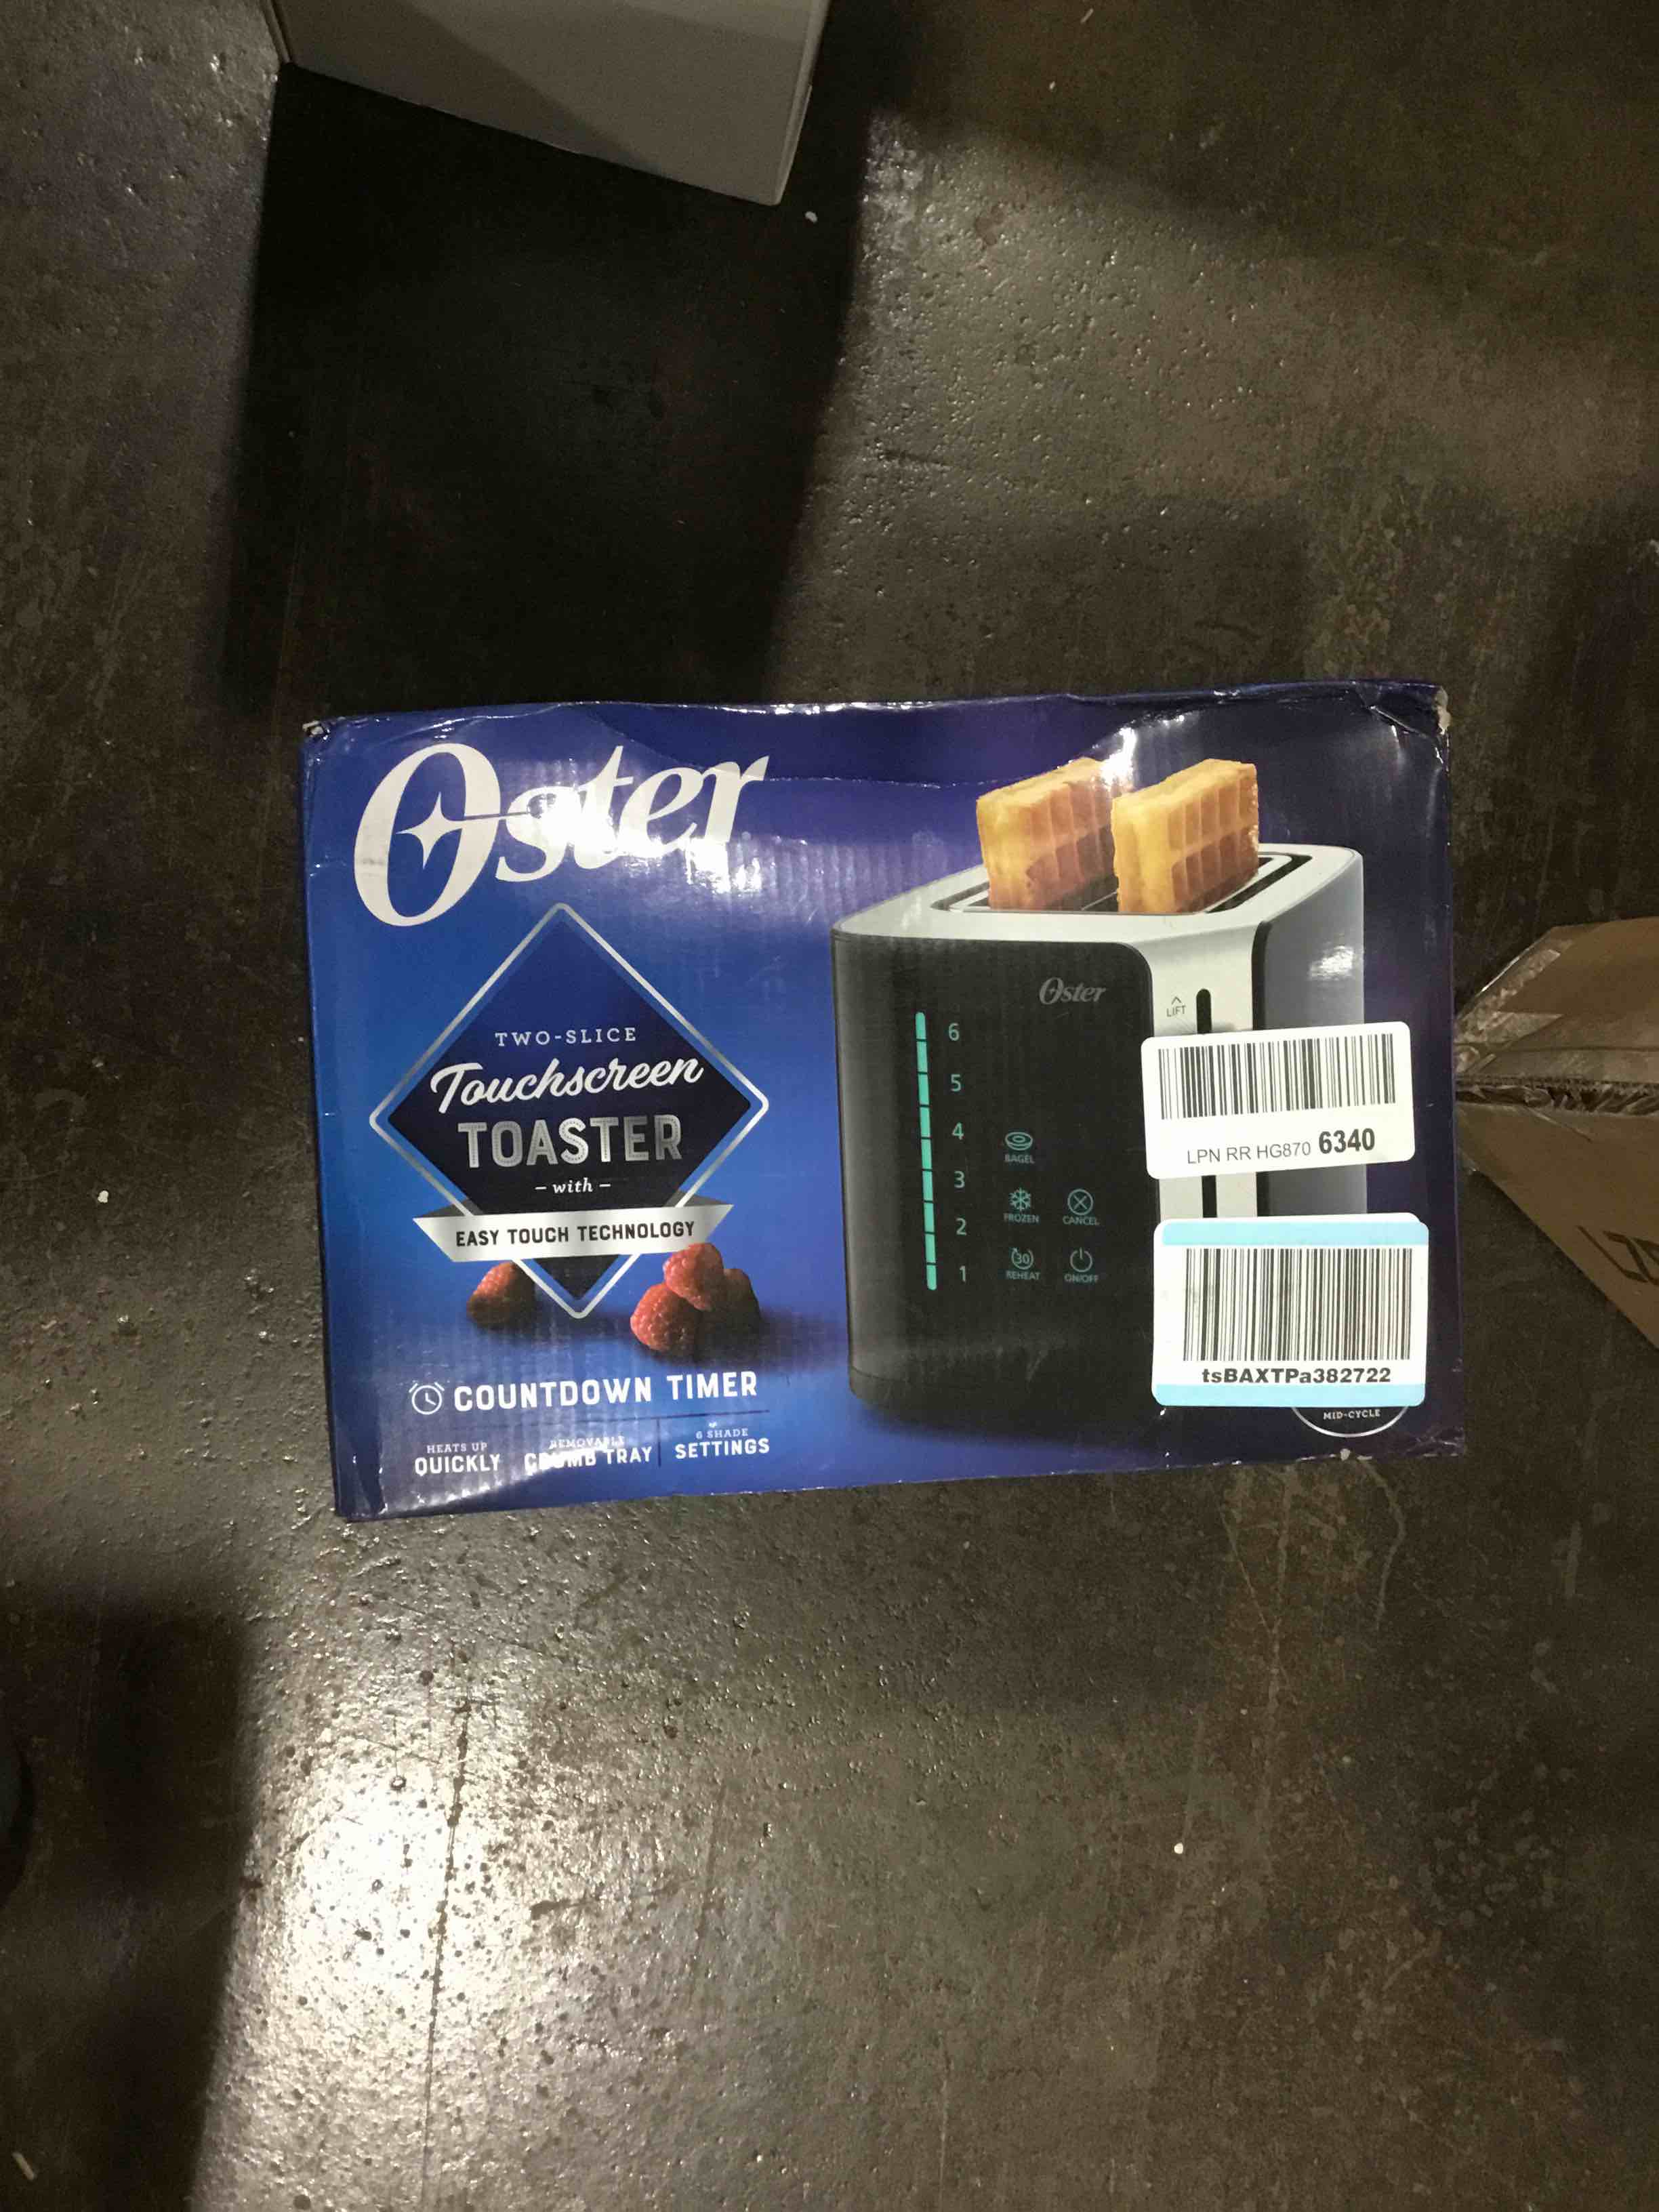 Oster
TWO-SLICE
Touchscreen
TOASTER
– with –
EASY TOUCH TECHNOLOGY
COUNTDOWN TIMER
HEATS UP
QUICKLY
REMOVABLE
CRUMB TRAY
6 SHADE
SETTINGS
Oster
LIFT
6
5
4
3
2
1
BAGEL
FROZEN
CANCEL
30
REHEAT
ON/OFF
LPN RR HG870 6340
tsBAXTPa382722
MID-CYCLE